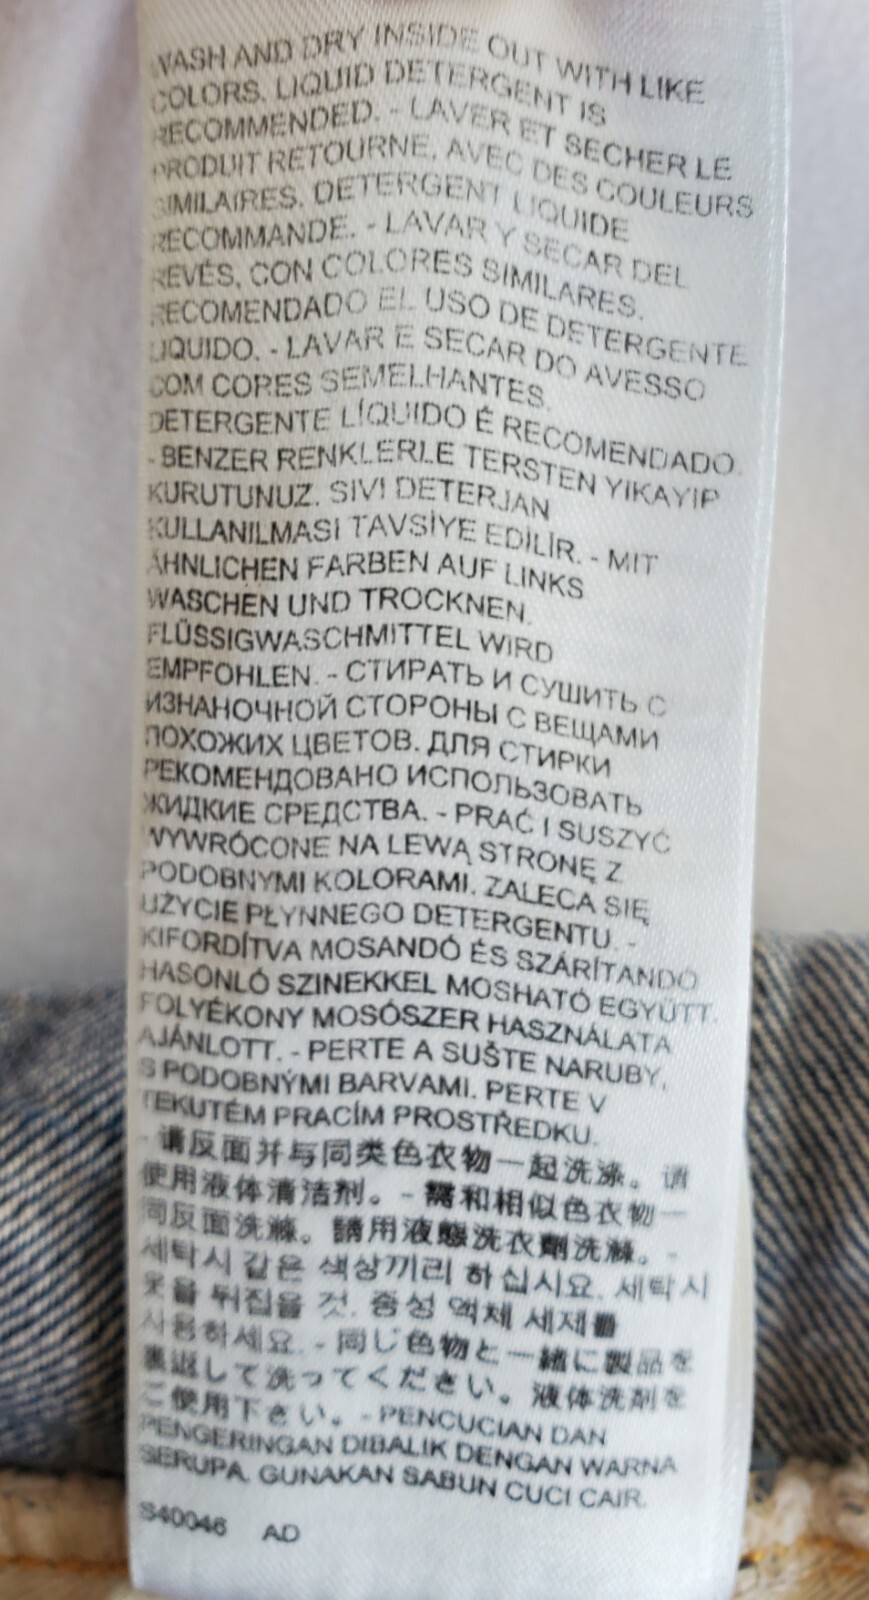 WASH AND DRY INSIDE OUT WITH LIKE
COLORS. LIQUID DETERGENT IS
RECOMMENDED. - LAVER ET SECHER LE
PRODUIT RETOURNE, AVEC DES COULEURS
SIMILAIRES. DETERGENT LIQUIDE
RECOMMANDE. - LAVAR Y SECAR DEL
REVÉS, CON COLORES SIMILARES.
RECOMENDADO EL USO DE DETERGENTE
LIQUIDO. - LAVAR E SECAR DO AVESSO
COM CORES SEMELHANTES.
DETERGENTE LÍQUIDO É RECOMENDADO.
- BENZER RENKLERLE TERSTEN YIKAYIP
KURUTUNUZ. SIVI DETERJAN
KULLANILMASI TAVSİYE EDİLİR. - MIT
ÄHNLICHEN FARBEN AUF LINKS
WASCHEN UND TROCKNEN.
FLÜSSIGWASCHMITTEL WIRD
EMPFOHLEN. - СТИРАТЬ И СУШИТЬ С
ИЗНАНОЧНОЙ СТОРОНЫ С ВЕЩАМИ
ПОХОЖИХ ЦВЕТОВ. ДЛЯ СТИРКИ
РЕКОМЕНДОВАНО ИСПОЛЬЗОВАТЬ
ЖИДКИЕ СРЕДСТВА. - PRAĆ I SUSZYĆ
WYWRÓCONE NA LEWĄ STRONĘ Z
PODOBNYMI KOLORAMI. ZALECA SIĘ
UŻYCIE PŁYNNEGO DETERGENTU. -
KIFORDÍTVA MOSANDÓ ÉS SZÁRÍTANDÓ
HASONLÓ SZINEKKEL MOSHATÓ EGYÜTT.
FOLYÉKONY MOSÓSZER HASZNÁLATA
AJÁNLOTT. - PERTE A SUŠTE NARUBY,
S PODOBNÝMI BARVAMI. PERTE V
TEKUTÉM PRACÍM PROSTŘEDKU.
- 请反面并与同类色衣物一起洗涤。请
使用液体清洁剂。- 需和相似色衣物一
同反面洗滌。請用液態洗衣劑洗滌。-
세탁시 같은 색상끼리 하십시요. 세탁시
옷을 뒤집을 것. 중성 액체 세제를
사용하세요. - 同じ色物と一緒に製品を
裏返して洗ってください。液体洗剤を
ご使用下さい。- PENCUCIAN DAN
PENGERINGAN DIBALIK DENGAN WARNA
SERUPA. GUNAKAN SABUN CUCI CAIR.
S40046 AD